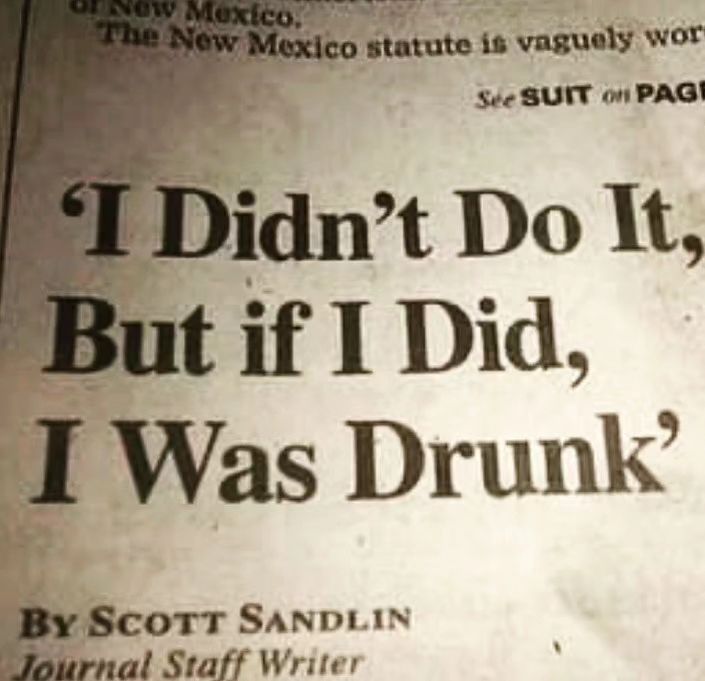 of New Mexico.
The New Mexico statute is vaguely
See SUIT on
‘I Didn’t Do It,
But if I Did,
I Was Drunk’
BY SCOTT SANDLIN
Journal Staff Writer